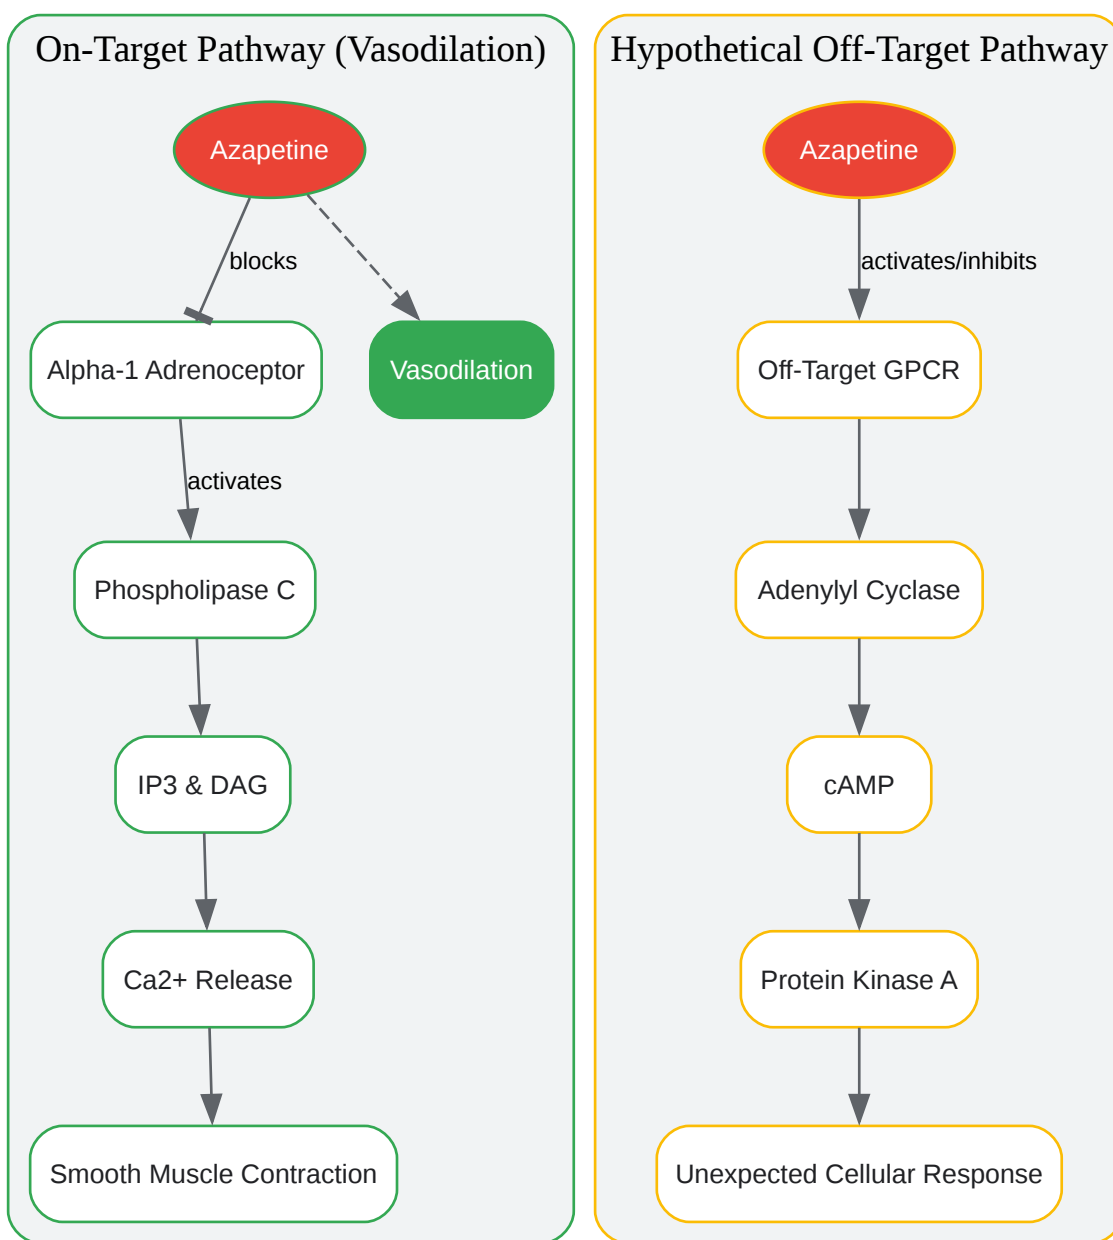 On-Target Pathway (Vasodilation)
Azapetine
blocks
Alpha-1 Adrenoceptor
Vasodilation
activates
Phospholipase C
IP3 & DAG
Ca2+ Release
Smooth Muscle Contraction
Hypothetical Off-Target Pathway
Azapetine
activates/inhibits
Off-Target GPCR
Adenylyl Cyclase
cAMP
Protein Kinase A
Unexpected Cellular Response